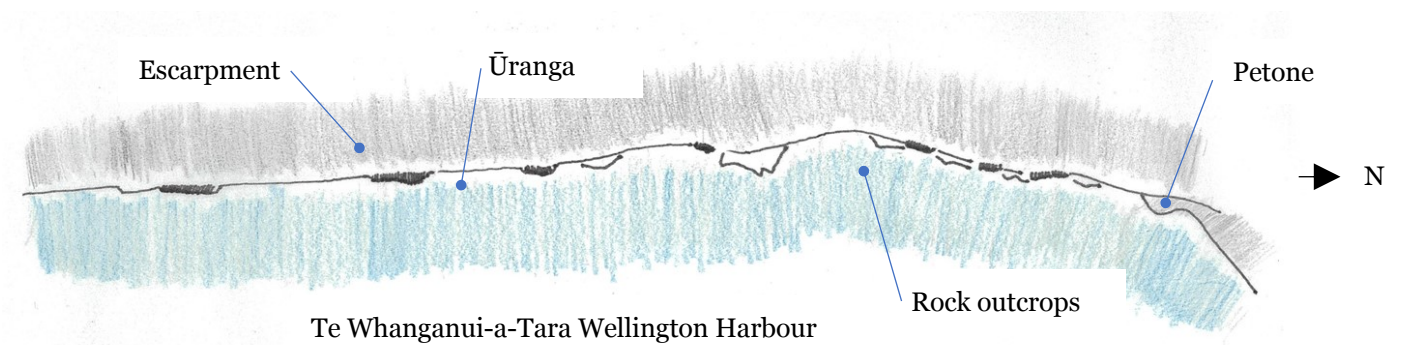 Ūranga
Escarpment
Petone
N
Rock outcrops
Te Whanganui-a-Tara Wellington Harbour